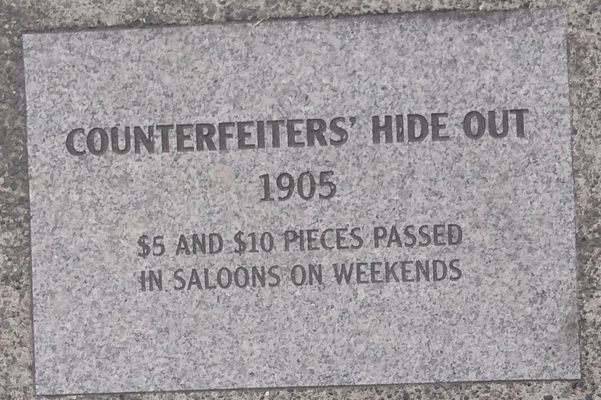 COUNTERFEITERS' HIDE OUT
1905
$5 AND $10 PIECES PASSED
IN SALOONS ON WEEKENDS